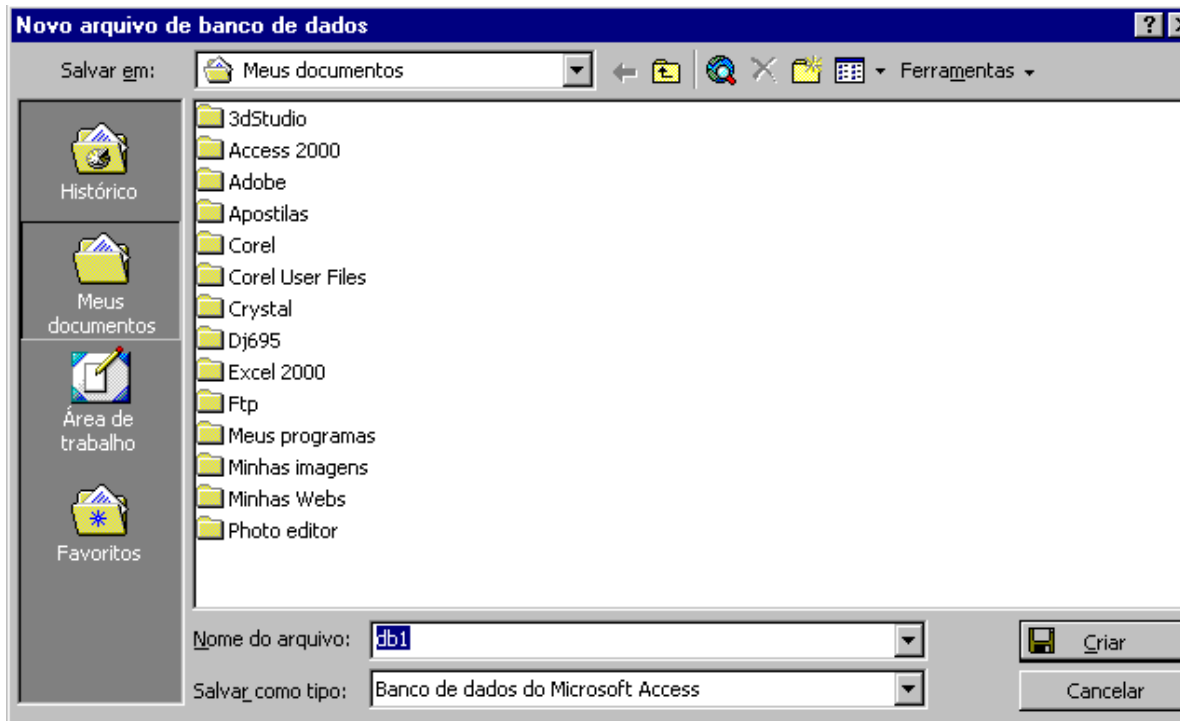 Novo arquivo de banco de dados
Salvar em:
Meus documentos
Ferramentas
Histórico
Meus
documentos
Área de
trabalho
Favoritos
3dStudio
Access 2000
Adobe
Apostilas
Corel
Corel User Files
Crystal
Dj695
Excel 2000
Ftp
Meus programas
Minhas imagens
Minhas Webs
Photo editor
Nome do arquivo:
db1
Criar
Salvar como tipo:
Banco de dados do Microsoft Access
Cancelar